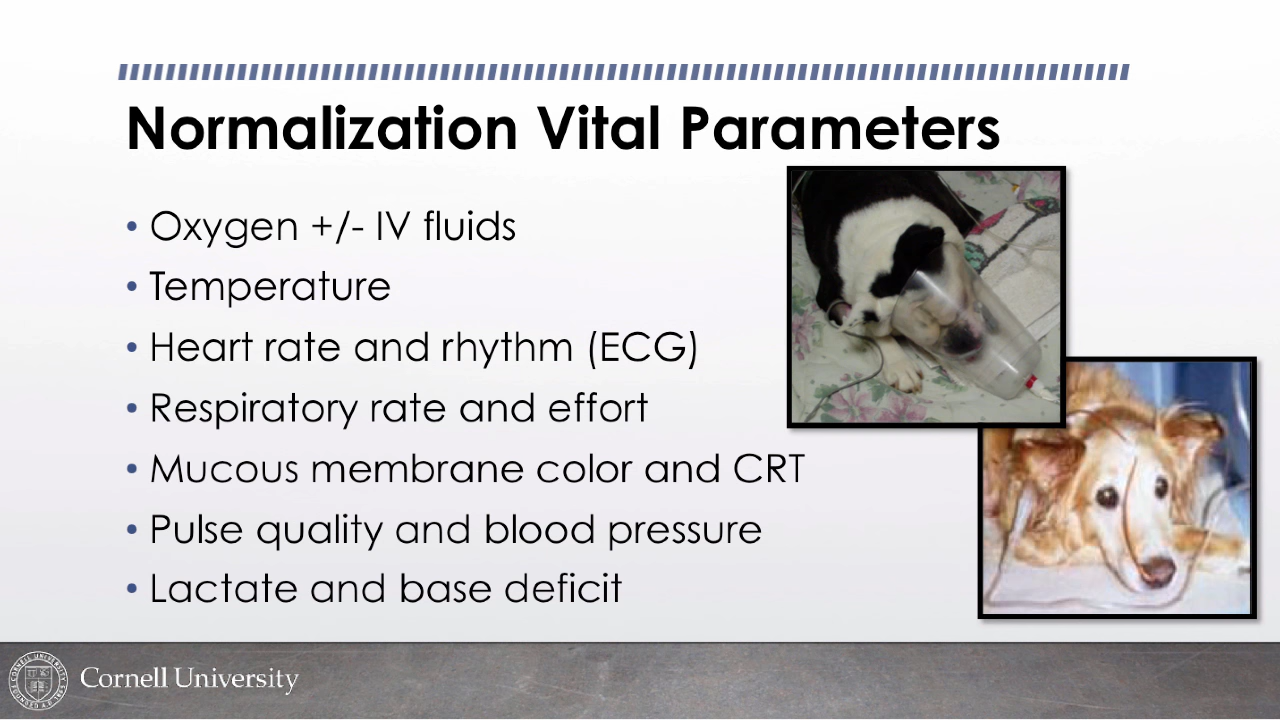 Normalization Vital Parameters
• Oxygen +/- IV fluids
• Temperature
• Heart rate and rhythm (ECG)
• Respiratory rate and effort
• Mucous membrane color and CRT
• Pulse quality and blood pressure
• Lactate and base deficit
Cornell University